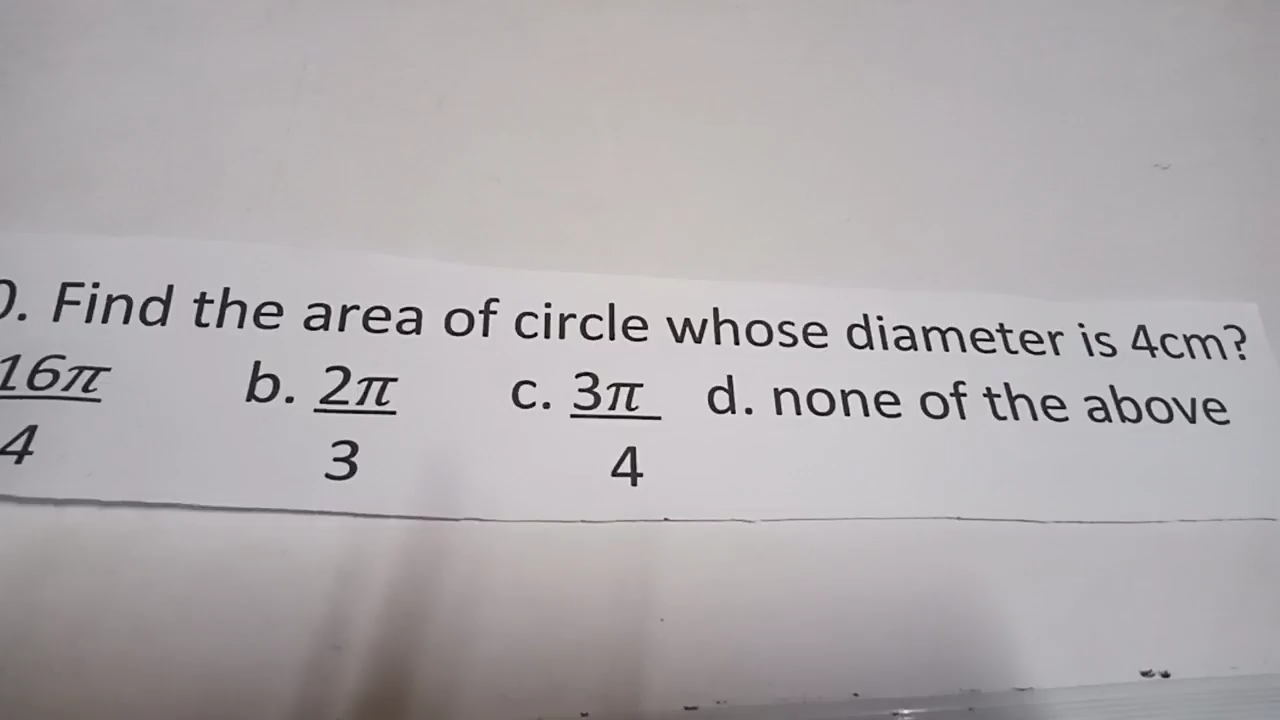 0. Find the area of circle whose diameter is 4cm?
16π b. 2π c. 3π d. none of the above
4 3 4